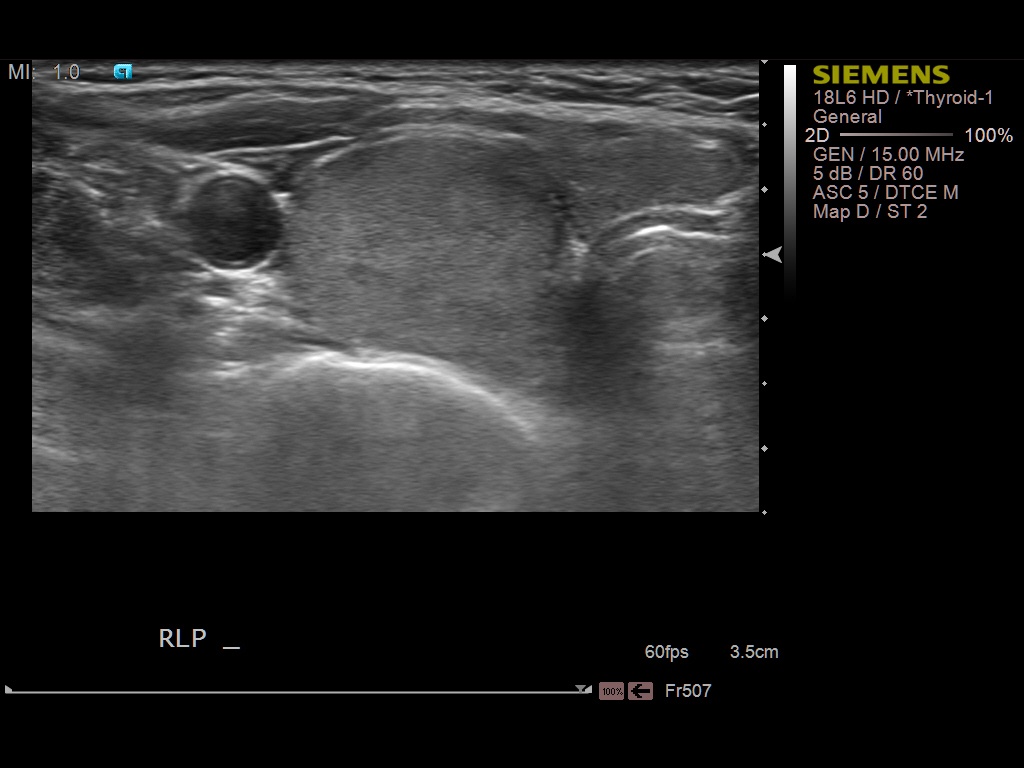 MI: 1.0
SIEMENS
18L6 HD / *Thyroid-1
General
2D 100%
GEN / 15.00 MHz
5 dB / DR 60
ASC 5 / DTCE M
Map D / ST 2
RLP _
60fps 3.5cm
100% Fr507